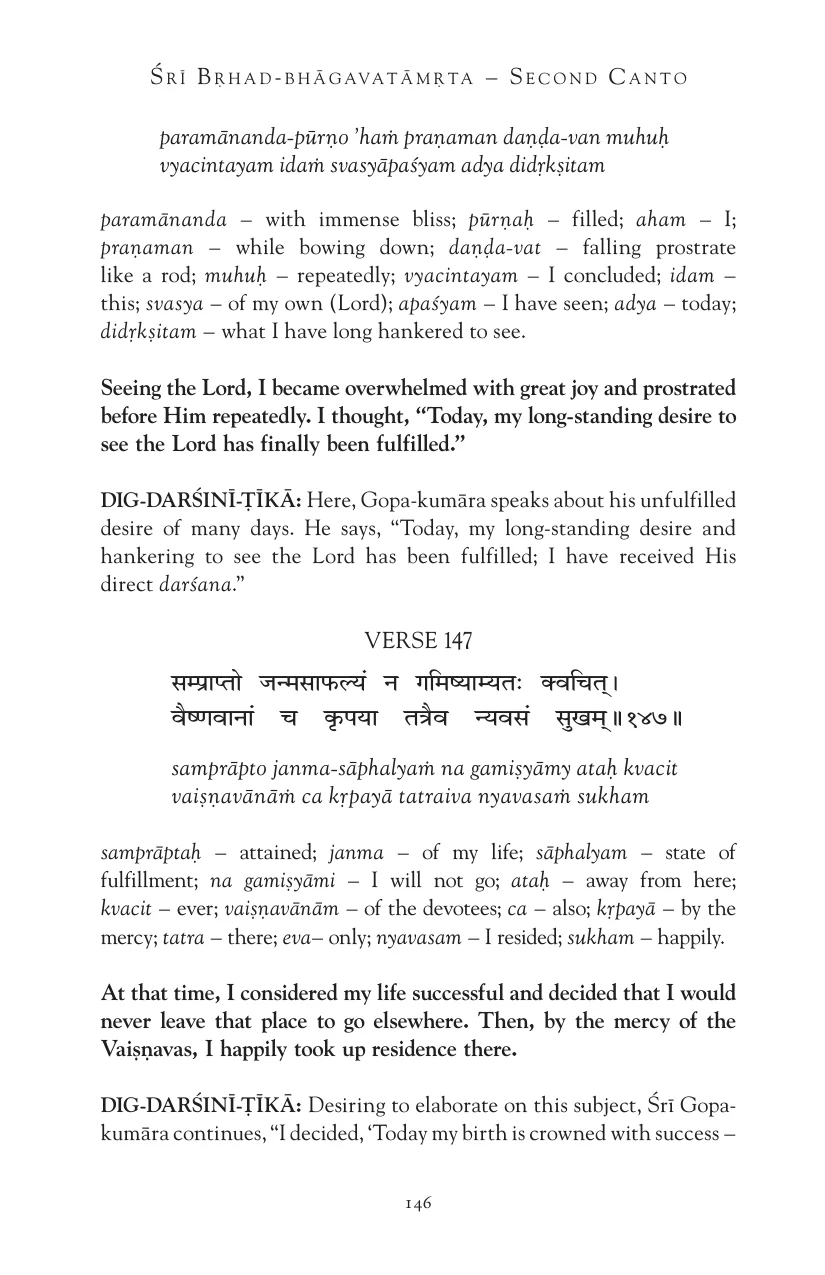 Śrī Bṛhad-bhāgavatāmṛta – Second Canto
paramānanda-pūrṇo ’haṁ praṇaman daṇḍa-van muhuḥ
vyacintayam idaṁ svasyāpaśyam adya didṛkṣitam
paramānanda – with immense bliss; pūrṇaḥ – filled; aham – I;
praṇaman – while bowing down; daṇḍa-vat – falling prostrate
like a rod; muhuḥ – repeatedly; vyacintayam – I concluded; idam –
this; svasya – of my own (Lord); apaśyam – I have seen; adya – today;
didṛkṣitam – what I have long hankered to see.
Seeing the Lord, I became overwhelmed with great joy and prostrated
before Him repeatedly. I thought, “Today, my long-standing desire to
see the Lord has finally been fulfilled.”
DIG-DARŚINĪ-ṬĪKĀ: Here, Gopa-kumāra speaks about his unfulfilled
desire of many days. He says, “Today, my long-standing desire and
hankering to see the Lord has been fulfilled; I have received His
direct darśana.”
VERSE 147
सम्प्राप्तो जन्मसाफल्यं न गमिष्याम्यतः क्वचित्।
वैष्णवानां च कृपया तत्रैव न्यवसं सुखम्॥१४७॥
samprāpto janma-sāphalyaṁ na gamiṣyāmy ataḥ kvacit
vaiṣṇavānāṁ ca kṛpayā tatraiva nyavasaṁ sukham
samprāptaḥ – attained; janma – of my life; sāphalyam – state of
fulfillment; na gamiṣyāmi – I will not go; ataḥ – away from here;
kvacit – ever; vaiṣṇavānām – of the devotees; ca – also; kṛpayā – by the
mercy; tatra – there; eva– only; nyavasam – I resided; sukham – happily.
At that time, I considered my life successful and decided that I would
never leave that place to go elsewhere. Then, by the mercy of the
Vaiṣṇavas, I happily took up residence there.
DIG-DARŚINĪ-ṬĪKĀ: Desiring to elaborate on this subject, Śrī Gopa-
kumāra continues, “I decided, ‘Today my birth is crowned with success –
146